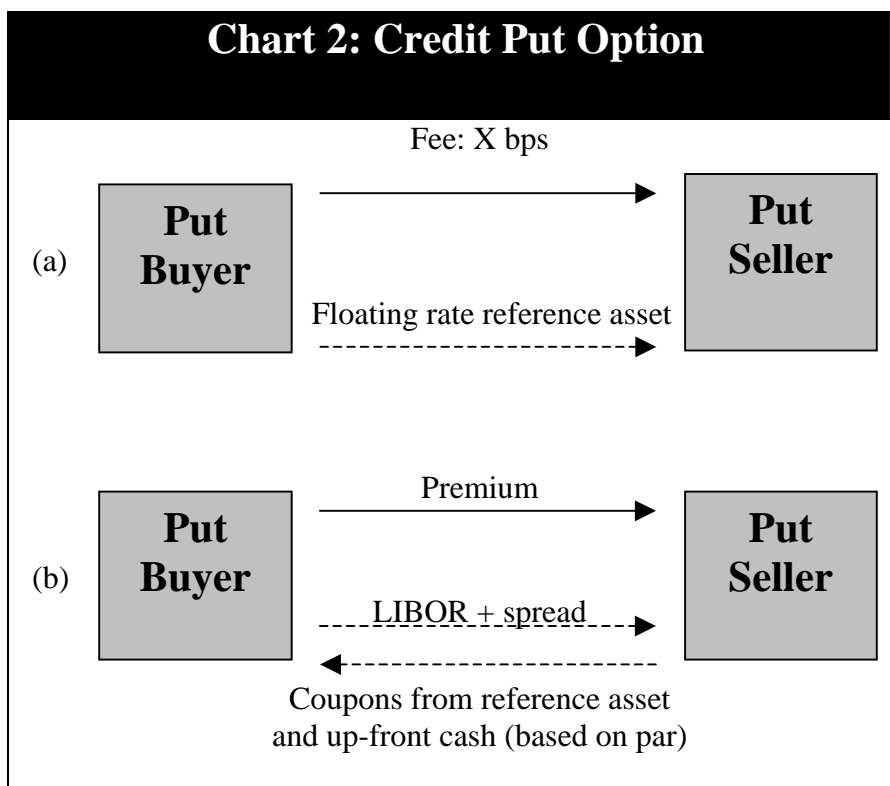 Chart 2: Credit Put Option
Fee: X bps
Put
Buyer
Put
Seller
(a)
Floating rate reference asset
Premium
Put
Buyer
Put
Seller
(b)
LIBOR + spread
Coupons from reference asset
and up-front cash (based on par)